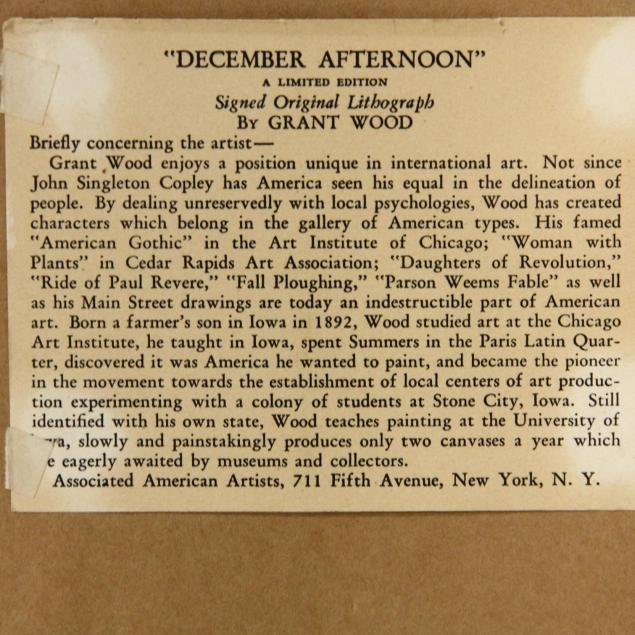 "DECEMBER AFTERNOON"
A LIMITED EDITION
Signed Original Lithograph
By GRANT WOOD
Briefly concerning the artist—
Grant Wood enjoys a position unique in international art. Not since
John Singleton Copley has America seen his equal in the delineation of
people. By dealing unreservedly with local psychologies, Wood has created
characters which belong in the gallery of American types. His famed
"American Gothic" in the Art Institute of Chicago; "Woman with
Plants" in Cedar Rapids Art Association; "Daughters of Revolution,"
"Ride of Paul Revere," "Fall Ploughing," "Parson Weems Fable" as well
as his Main Street drawings are today an indestructible part of American
art. Born a farmer's son in Iowa in 1892, Wood studied art at the Chicago
Art Institute, he taught in Iowa, spent Summers in the Paris Latin Quar-
ter, discovered it was America he wanted to paint, and became the pioneer
in the movement towards the establishment of local centers of art produc-
tion experimenting with a colony of students at Stone City, Iowa. Still
identified with his own state, Wood teaches painting at the University of
slowly and painstakingly produces only two canvases a year which
eagerly awaited by museums and collectors.
Associated American Artists, 711 Fifth Avenue, New York, N. Y.